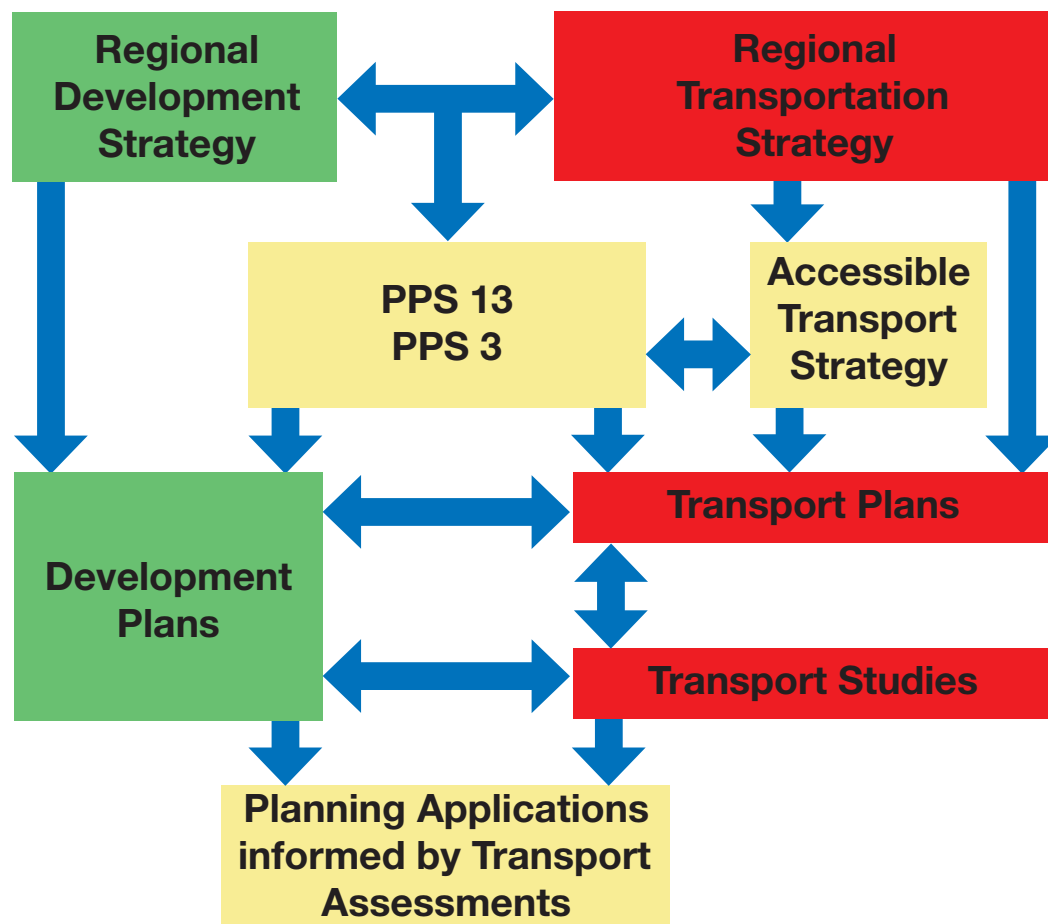 Regional
Development
Strategy
Regional
Transportation
Strategy
PPS 13
PPS 3
Accessible
Transport
Strategy
Development
Plans
Transport Plans
Transport Studies
Planning Applications
informed by Transport
Assessments